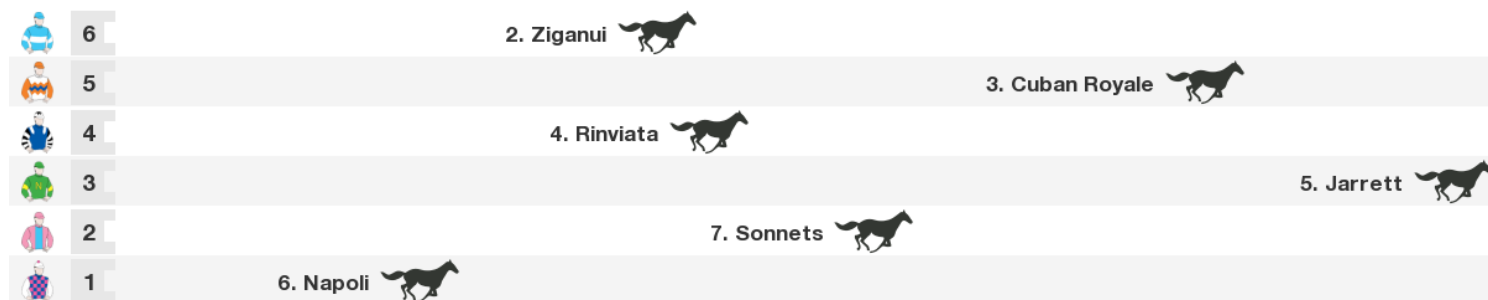 6 2. Ziganui
5 3. Cuban Royale
4 4. Rinviata
N 3 5. Jarrett
2 7. Sonnets
1 6. Napoli